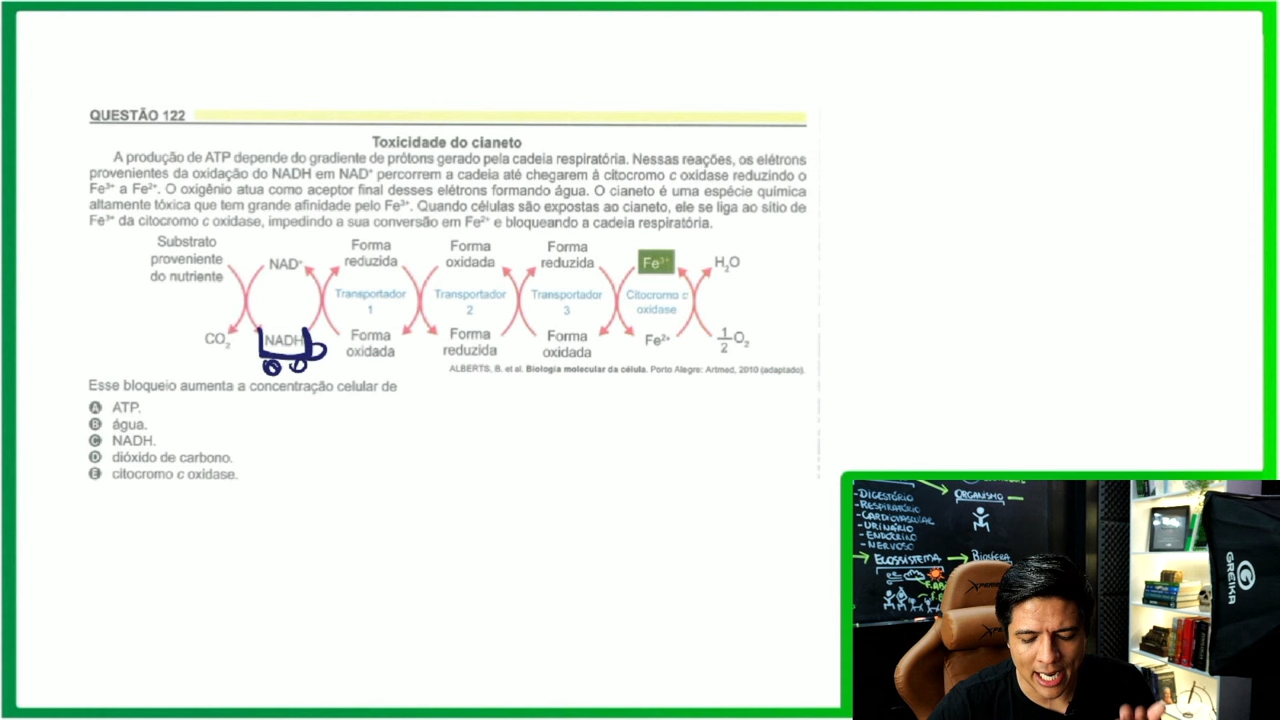 QUESTÃO 122
Toxicidade do cianeto
A produção de ATP depende do gradiente de prótons gerado pela cadeia respiratória. Nessas reações, os elétrons
provenientes da oxidação do NADH em NAD⁺ percorrem a cadeia até chegarem à citocromo c oxidase reduzindo o
Fe³⁺ a Fe²⁺. O oxigênio atua como aceptor final desses elétrons formando água. O cianeto é uma espécie química
altamente tóxica que tem grande afinidade pelo Fe³⁺. Quando células são expostas ao cianeto, ele se liga ao sítio de
Fe³⁺ da citocromo c oxidase, impedindo a sua conversão em Fe²⁺ e bloqueando a cadeia respiratória.
Substrato
proveniente
do nutriente
NAD⁺
Forma
reduzida
Forma
oxidada
Forma
reduzida
Fe³⁺
H₂O
Transportador
1
Transportador
2
Transportador
3
Citocromo c
oxidase
CO₂
NADH
Forma
oxidada
Forma
reduzida
Forma
oxidada
Fe²⁺
1/2 O₂
ALBERTS, B. et al. Biologia molecular da célula. Porto Alegre: Artmed, 2010 (adaptado).
Esse bloqueio aumenta a concentração celular de
A ATP.
B água.
C NADH.
D dióxido de carbono.
E citocromo c oxidase.
- DIGESTÓRIO
- RESPIRATÓRIO
- CARDIOVASCULAR
- URINÁRIO
- ENDÓCRINO
- NERVOSO
ORGANISMO
ECOSSISTEMA
BIOSFERA
GREIKA